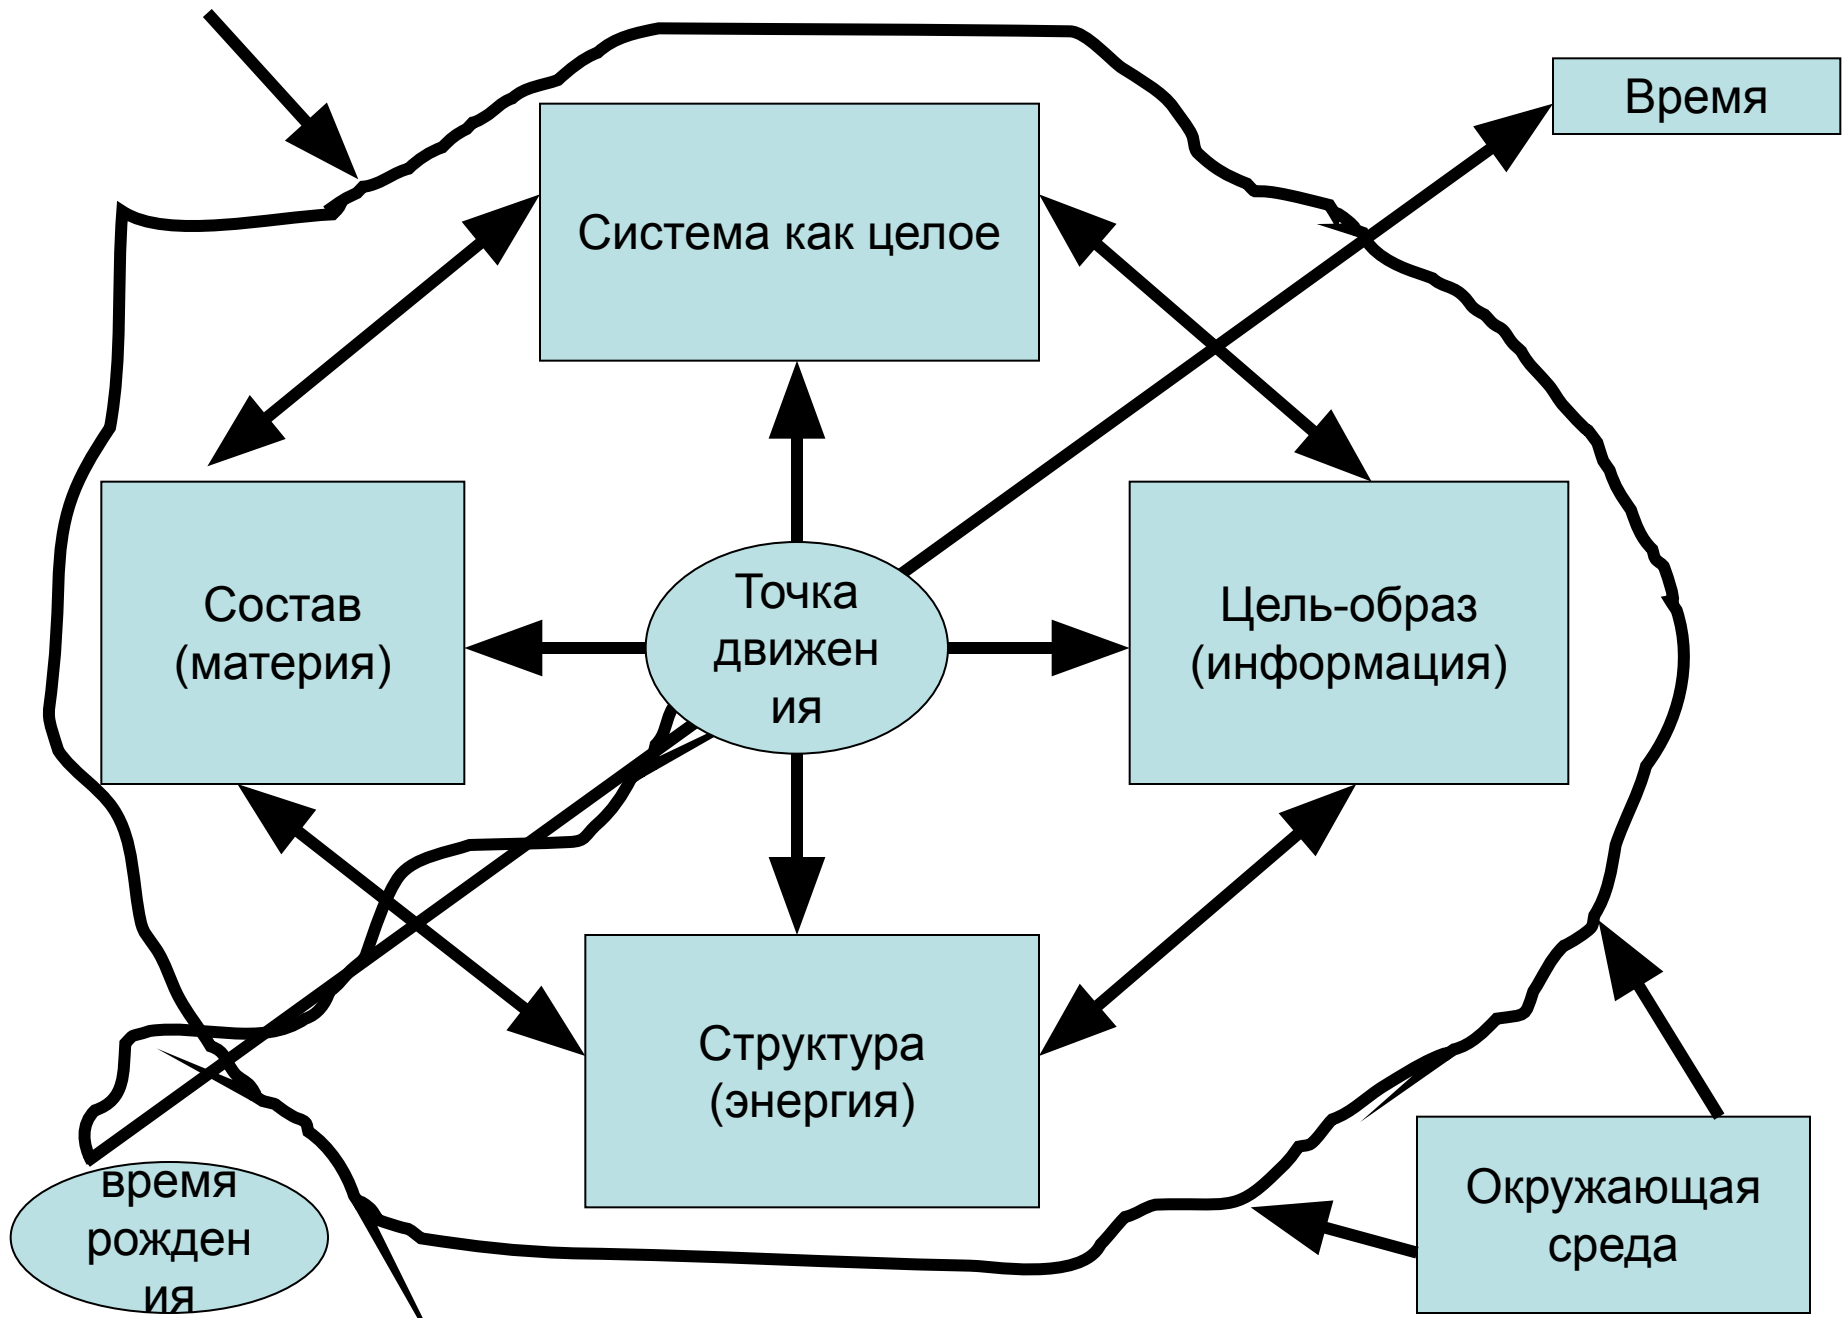 Время
Система как целое
Состав
(материя)
Точка
движен
ия
Цель-образ
(информация)
Структура
(энергия)
время
рожден
ия
Окружающая
среда